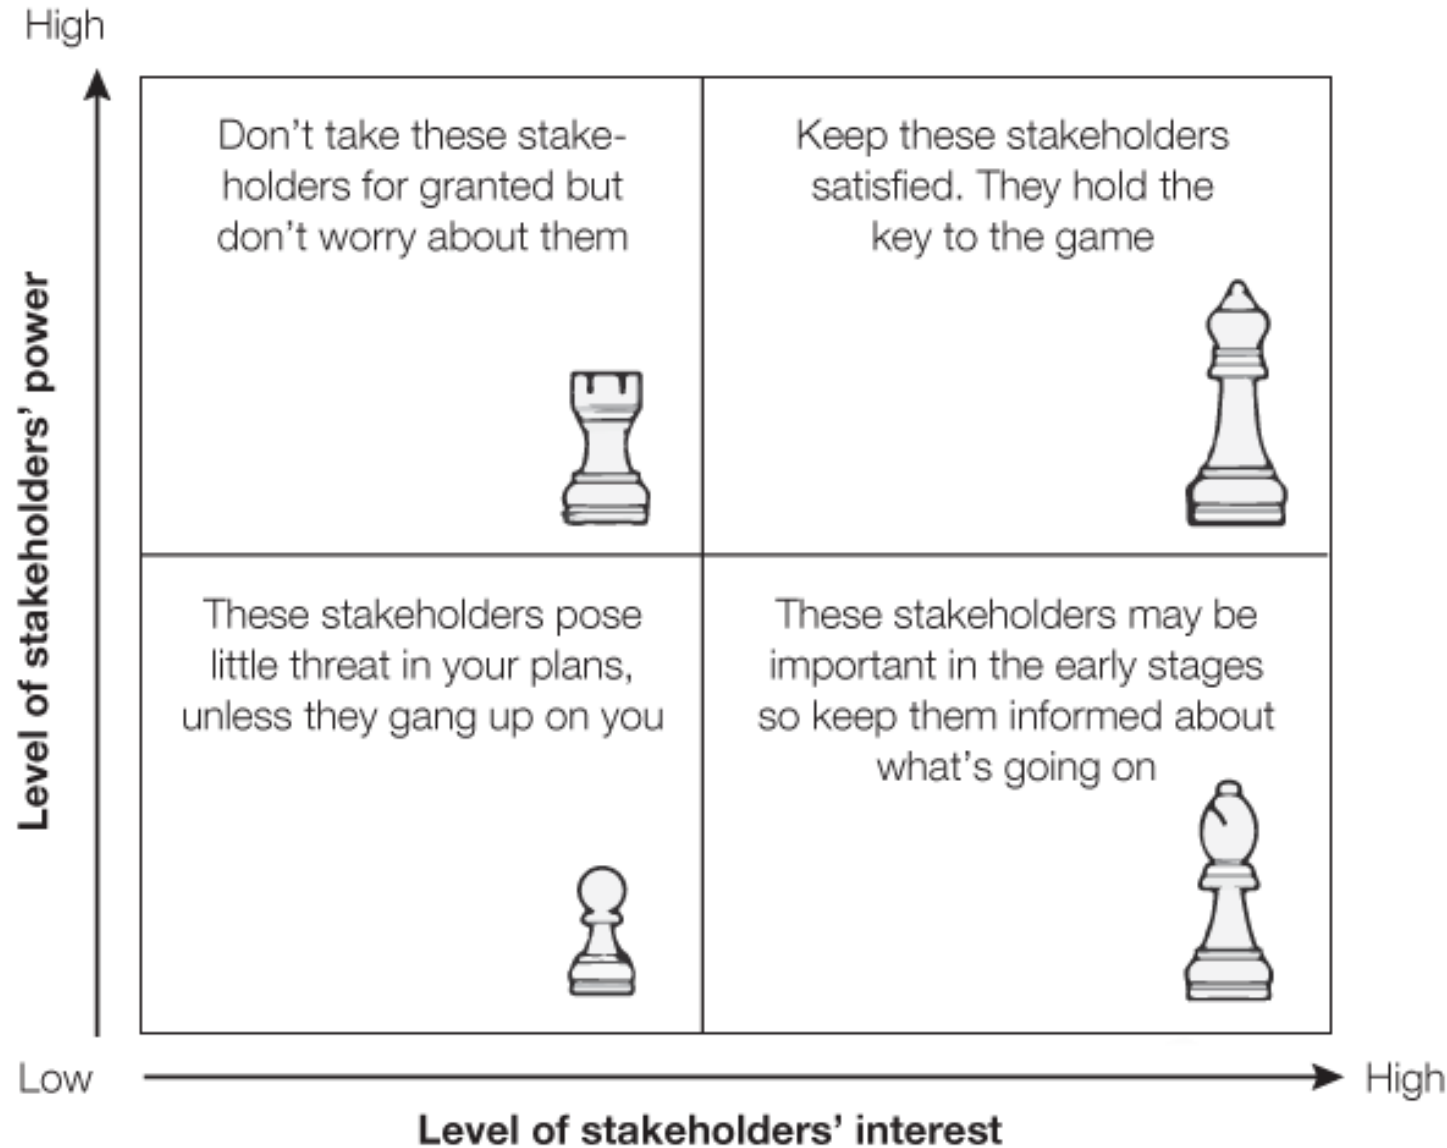 High
Don't take these stake-
holders for granted but
don't worry about them
Keep these stakeholders
satisfied. They hold the
key to the game
Level of stakeholders' power
These stakeholders pose
little threat in your plans,
unless they gang up on you
These stakeholders may be
important in the early stages
so keep them informed about
what's going on
Low
High
Level of stakeholders' interest